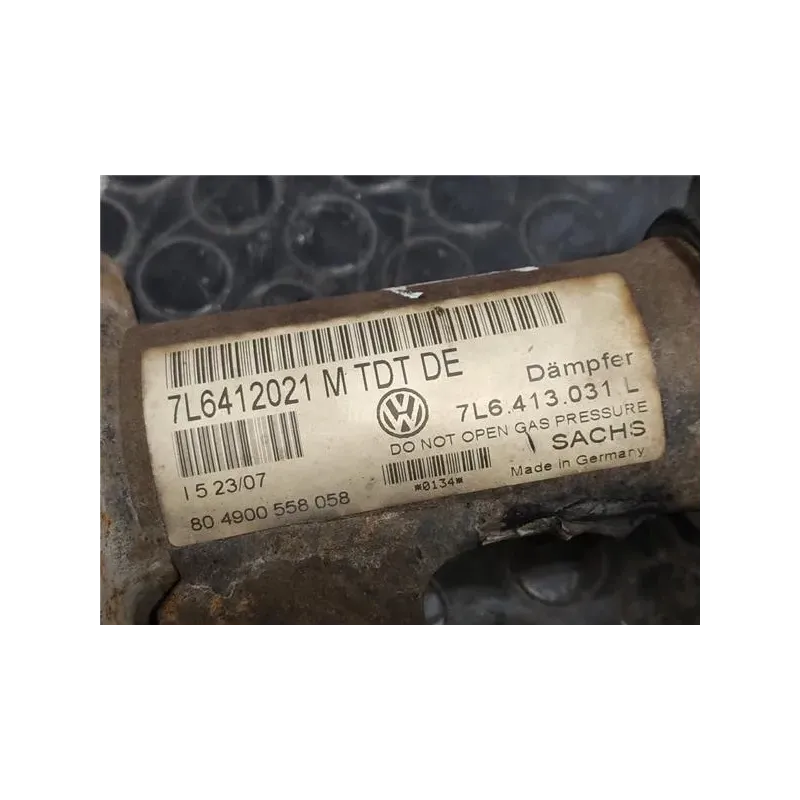 7L6412021 M TDT DE
Dämpfer
7L6.413.031 L
DO NOT OPEN GAS PRESSURE
SACHS
Made in Germany
I 5 23/07
80 4900 558 058
*0134*